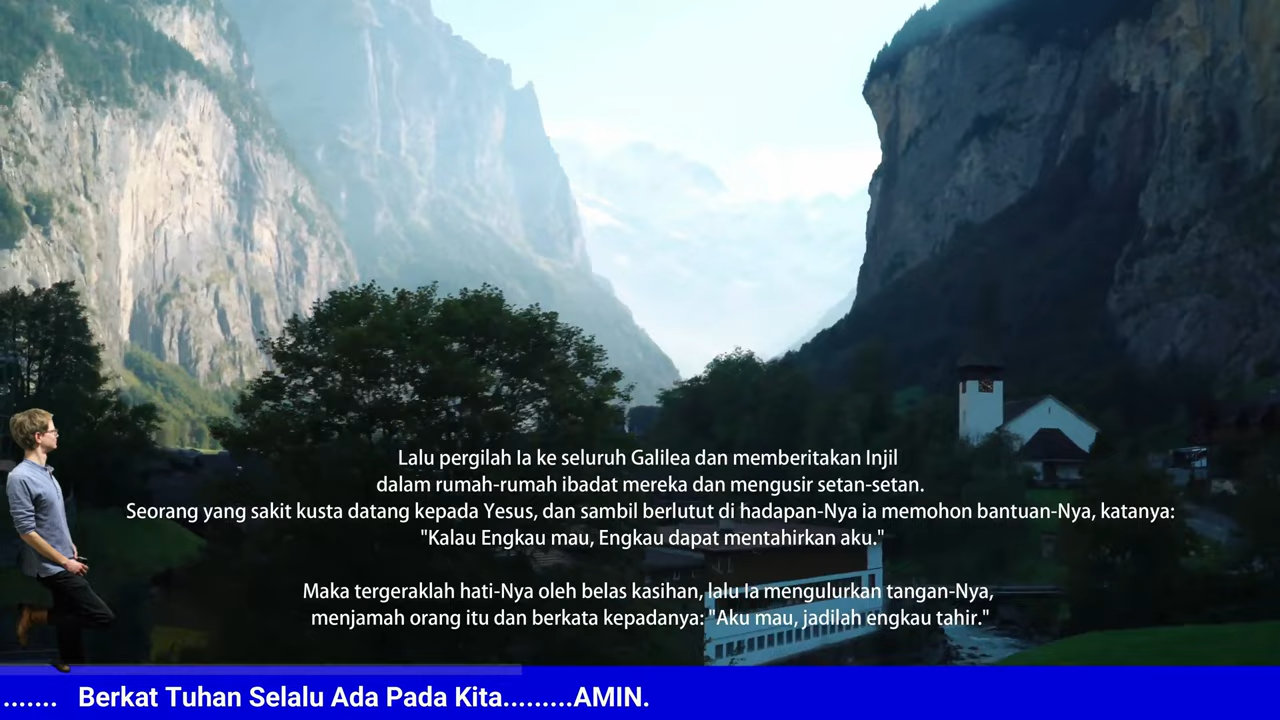 Lalu pergilah Ia ke seluruh Galilea dan memberitakan Injil
dalam rumah-rumah ibadat mereka dan mengusir setan-setan.
Seorang yang sakit kusta datang kepada Yesus, dan sambil berlutut di hadapan-Nya ia memohon bantuan-Nya, katanya:
"Kalau Engkau mau, Engkau dapat mentahirkan aku."
Maka tergeraklah hati-Nya oleh belas kasihan, lalu Ia mengulurkan tangan-Nya,
menjamah orang itu dan berkata kepadanya: "Aku mau, jadilah engkau tahir."
....... Berkat Tuhan Selalu Ada Pada Kita.........AMIN.